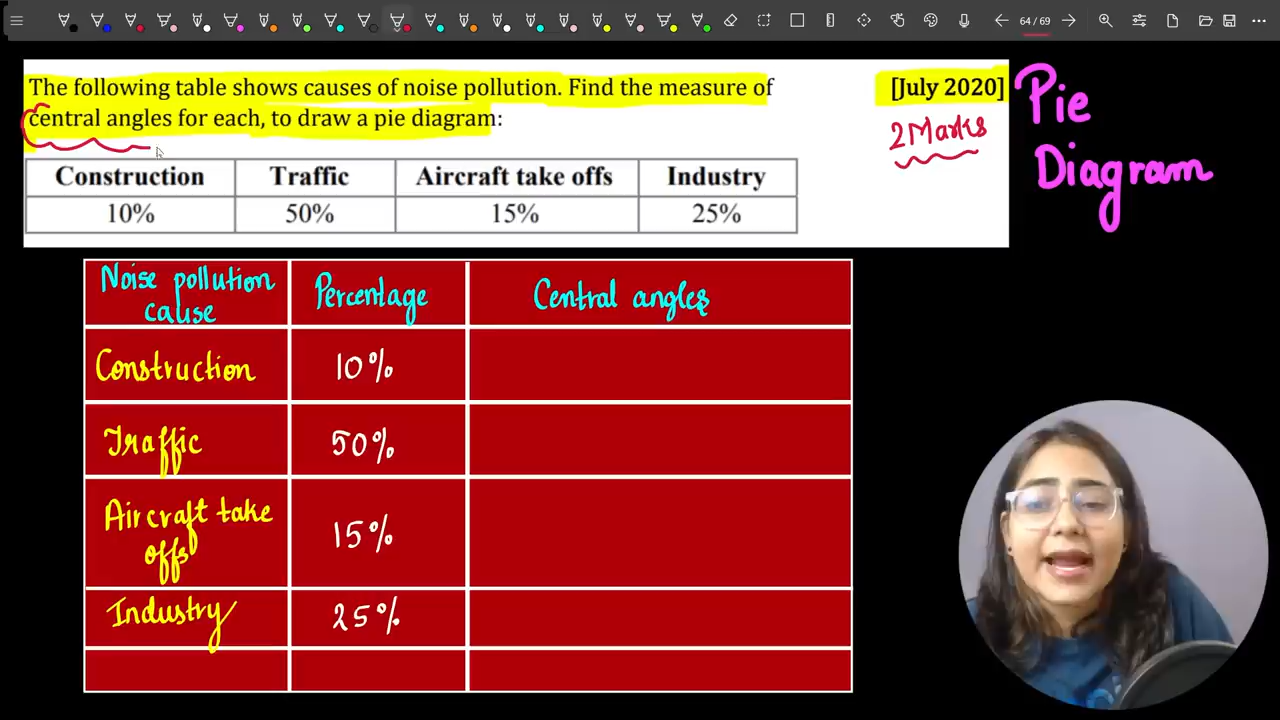 64 / 69
The following table shows causes of noise pollution. Find the measure of
central angles for each, to draw a pie diagram:
[July 2020]
2 Marks
Pie
Diagram
Construction Traffic Aircraft take offs Industry
10% 50% 15% 25%
Noise pollution
cause
Percentage
Central angles
Construction 10%
Traffic 50%
Aircraft take
offs
15%
Industry 25%